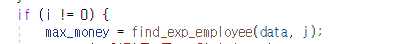 if (i != 0) {
max_money = find_exp_employee(data, j);